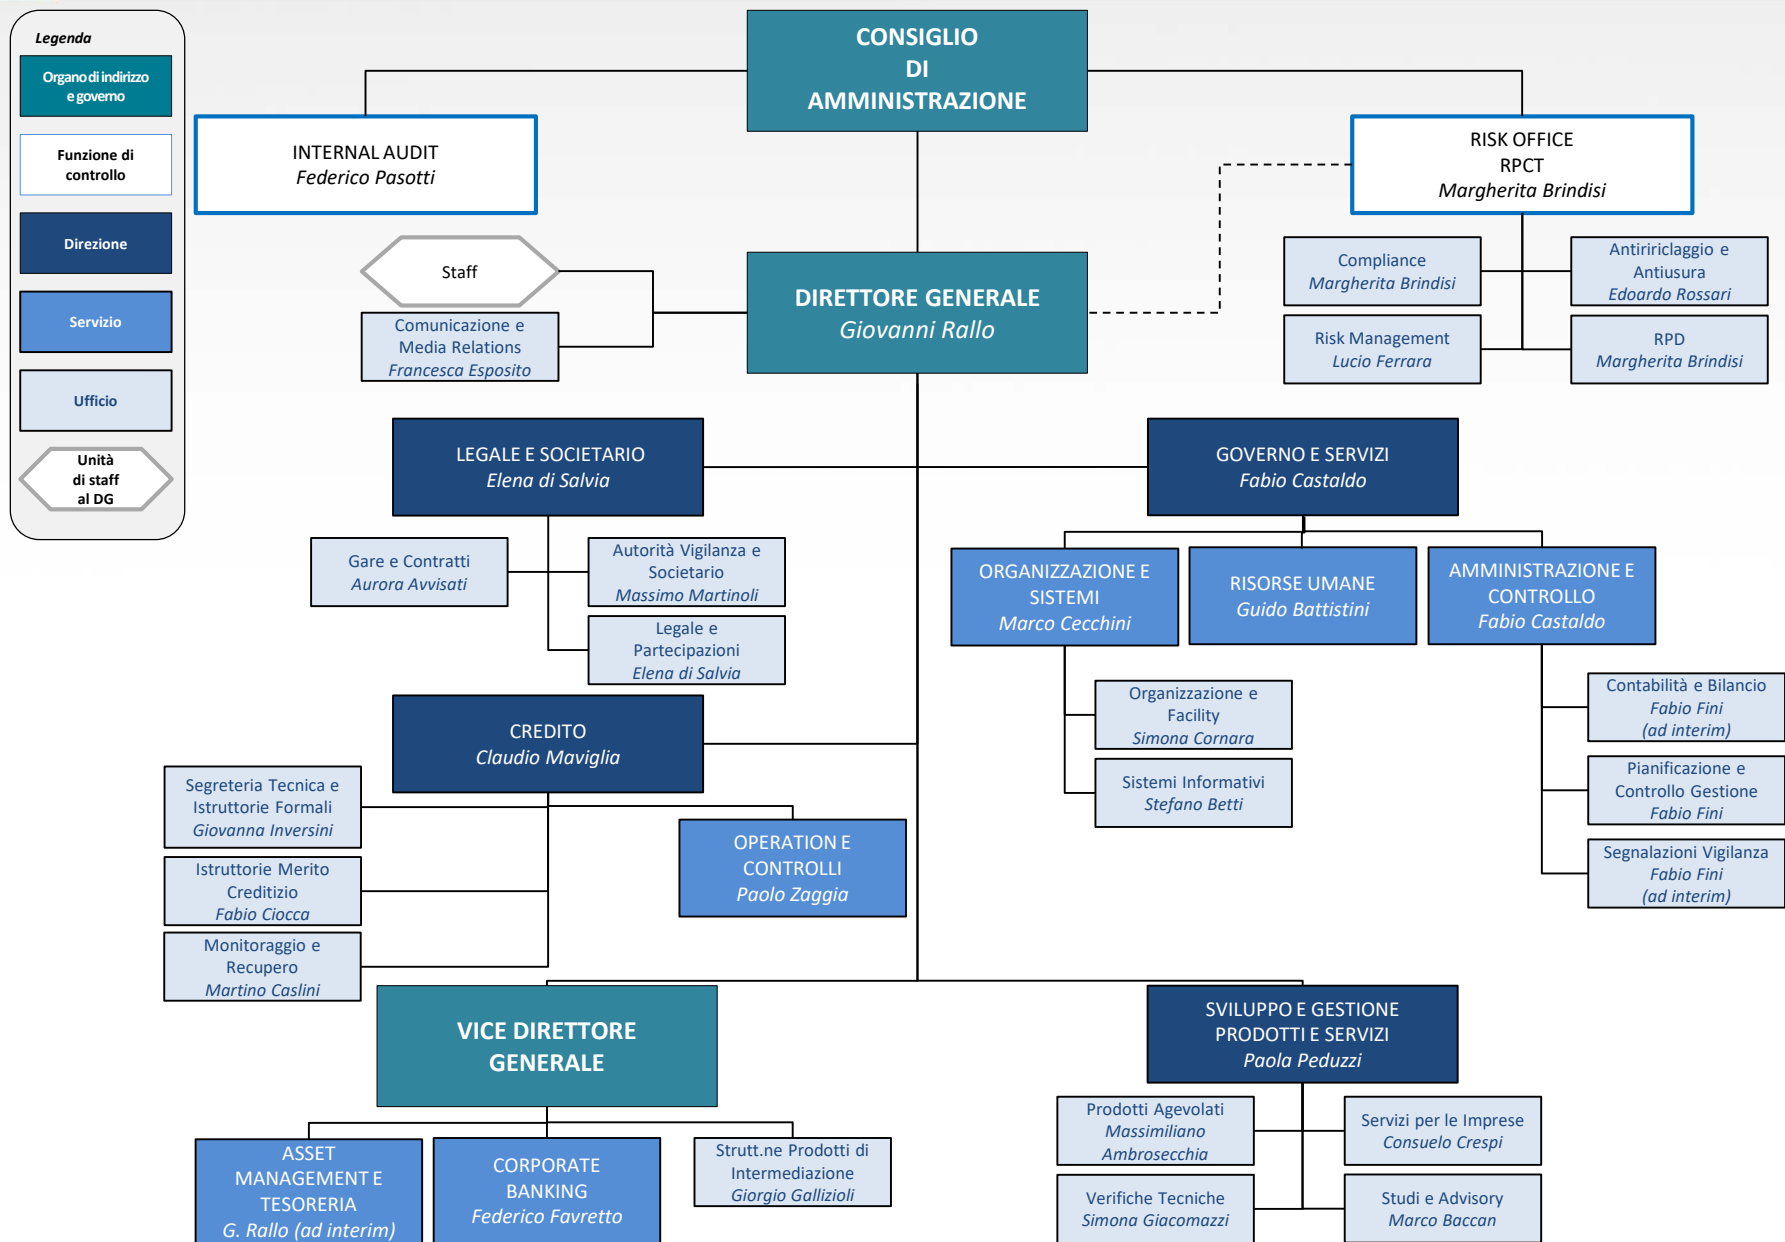 Legenda
Organo di indirizzo
e governo
Funzione di
controllo
Direzione
Servizio
Ufficio
Unità
di staff
al DG
CONSIGLIO
DI
AMMINISTRAZIONE
INTERNAL AUDIT
Federico Pasotti
RISK OFFICE
RPCT
Margherita Brindisi
Compliance
Margherita Brindisi
Antiririclaggio e
Antiusura
Edoardo Rossari
Risk Management
Lucio Ferrara
RPD
Margherita Brindisi
Staff
Comunicazione e
Media Relations
Francesca Esposito
DIRETTORE GENERALE
Giovanni Rallo
LEGALE E SOCIETARIO
Elena di Salvia
Gare e Contratti
Aurora Avvisati
Autorità Vigilanza e
Societario
Massimo Martinoli
Legale e
Partecipazioni
Elena di Salvia
GOVERNO E SERVIZI
Fabio Castaldo
ORGANIZZAZIONE E
SISTEMI
Marco Cecchini
RISORSE UMANE
Guido Battistini
AMMINISTRAZIONE E
CONTROLLO
Fabio Castaldo
Organizzazione e
Facility
Simona Cornara
Sistemi Informativi
Stefano Betti
Contabilità e Bilancio
Fabio Fini
(ad interim)
Pianificazione e
Controllo Gestione
Fabio Fini
Segnalazioni Vigilanza
Fabio Fini
(ad interim)
CREDITO
Claudio Maviglia
Segreteria Tecnica e
Istruttorie Formali
Giovanna Inversini
Istruttorie Merito
Creditizio
Fabio Ciocca
Monitoraggio e
Recupero
Martino Caslini
OPERATION E
CONTROLLI
Paolo Zaggia
VICE DIRETTORE
GENERALE
ASSET
MANAGEMENT E
TESORERIA
G. Rallo (ad interim)
CORPORATE
BANKING
Federico Favretto
Strutt.ne Prodotti di
Intermediazione
Giorgio Gallizioli
SVILUPPO E GESTIONE
PRODOTTI E SERVIZI
Paola Peduzzi
Prodotti Agevolati
Massimiliano
Ambrosecchia
Servizi per le Imprese
Consuelo Crespi
Verifiche Tecniche
Simona Giacomazzi
Studi e Advisory
Marco Baccan